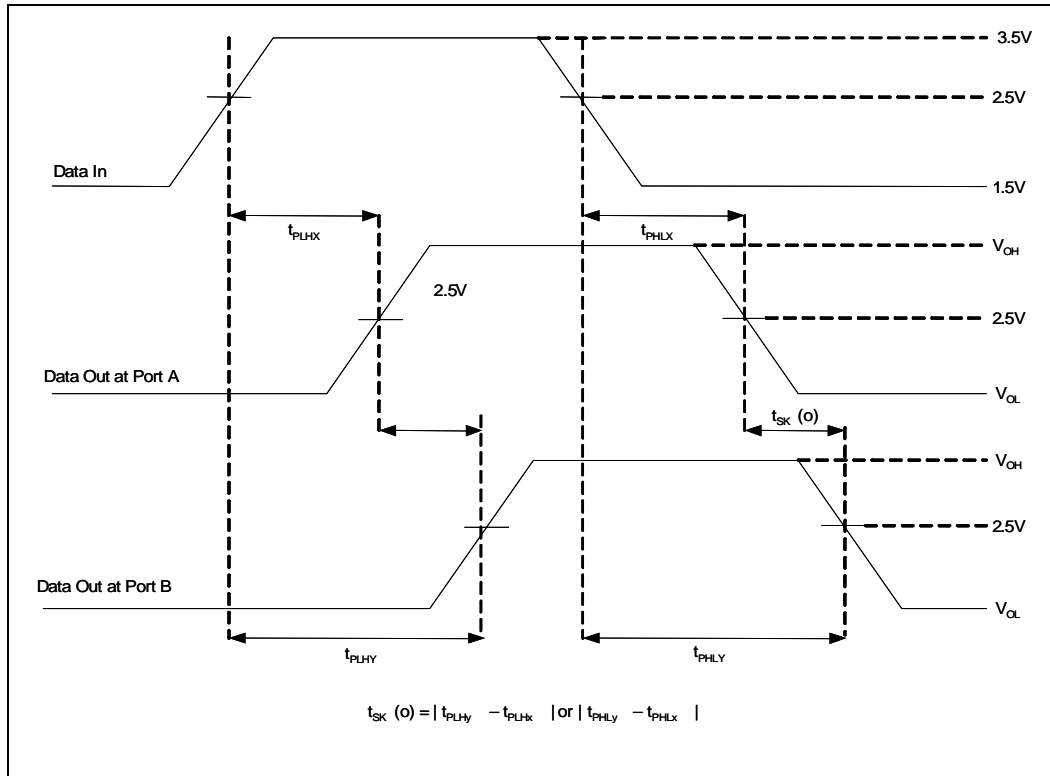 3.5V
2.5V
Data In
1.5V
tPLHX
tPHLX
VOH
2.5V
2.5V
Data Out at Port A
VOL
tSK (o)
VOH
2.5V
Data Out at Port B
VOL
tPLHY
tPHLY
tSK (o) = | tPLHy – tPLHx | or | tPHLy – tPHLx |